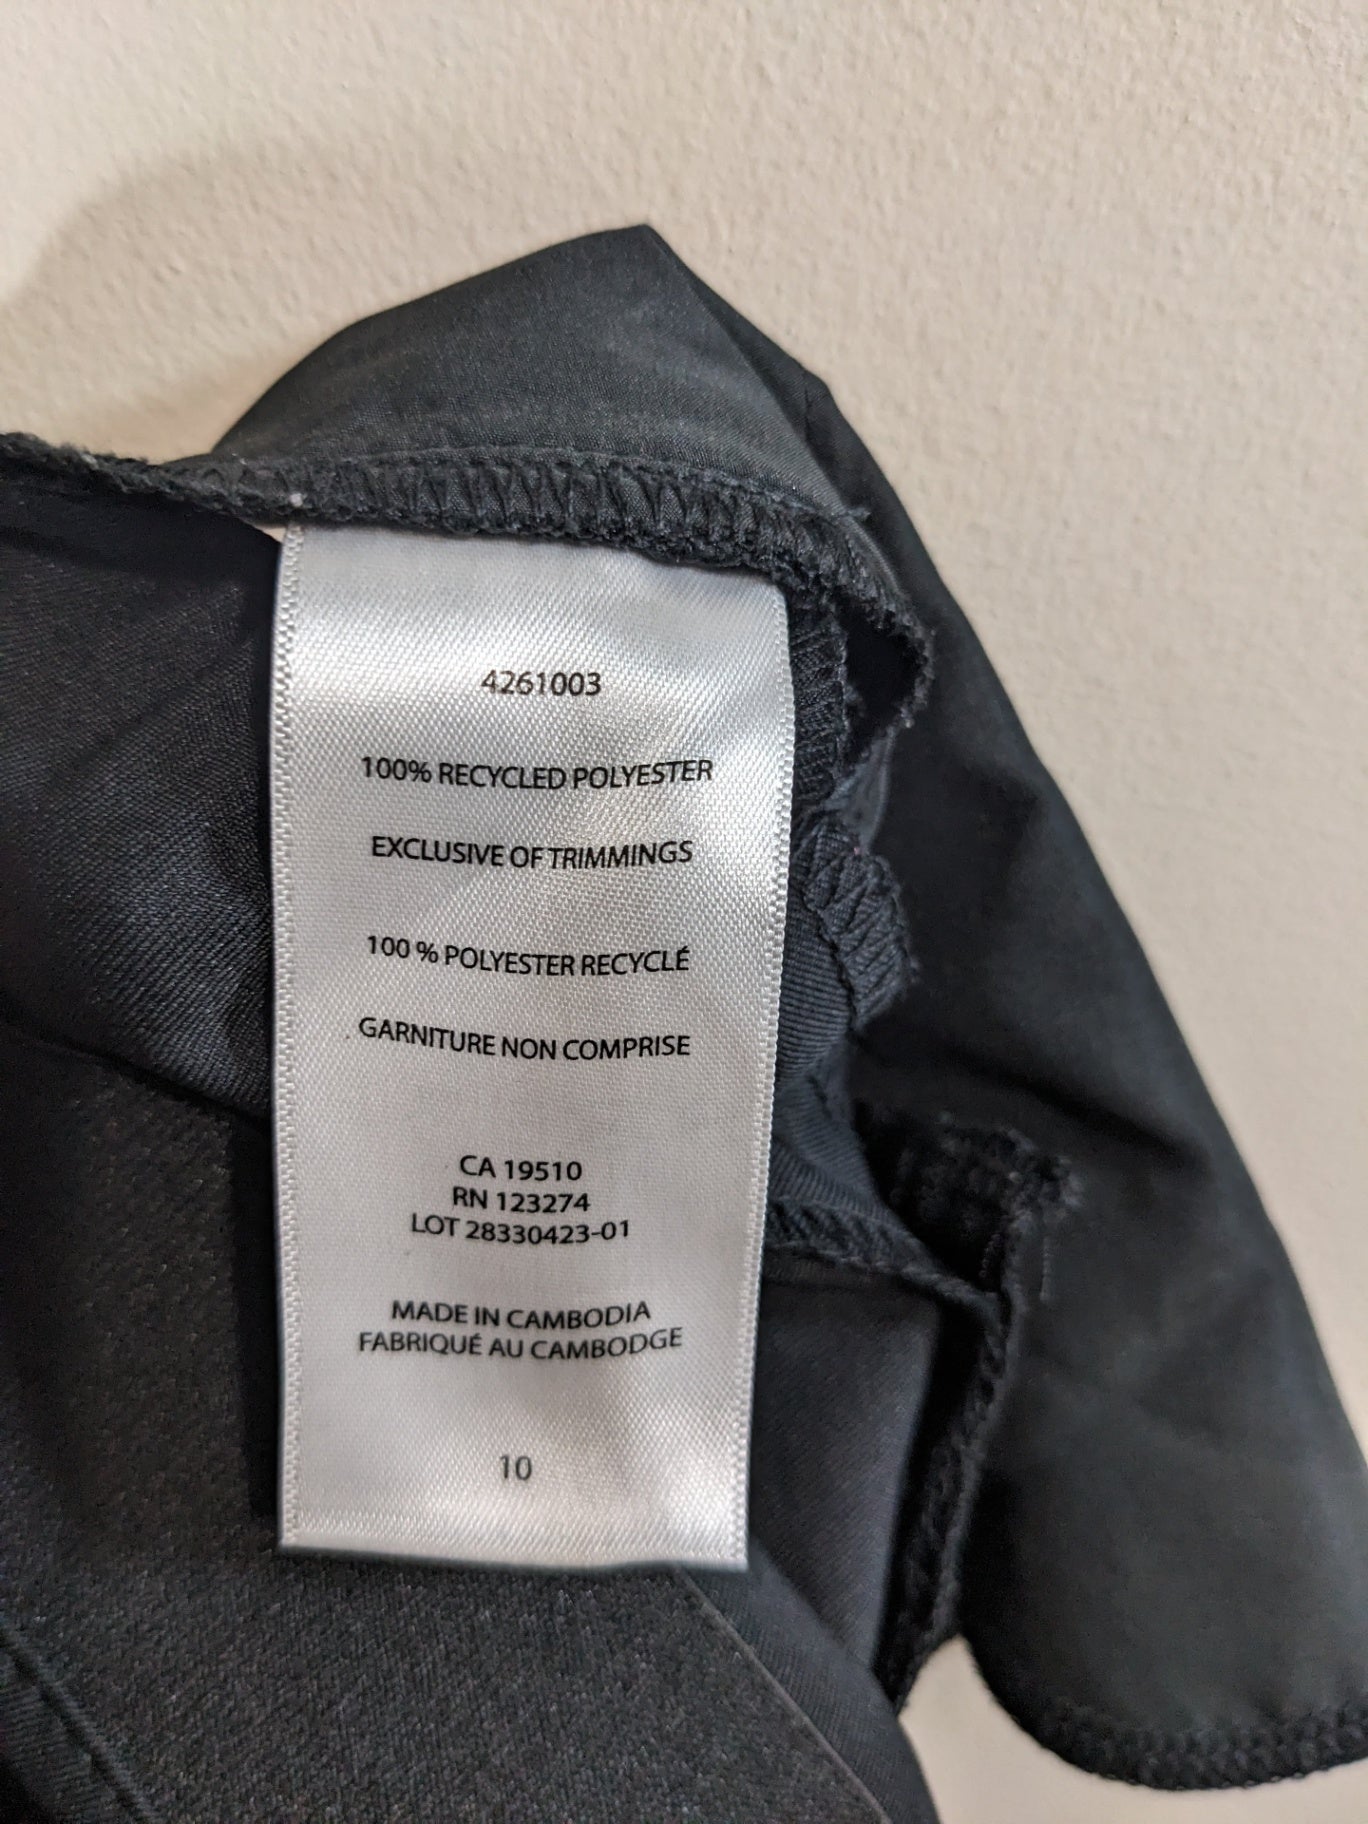 4261003
100% RECYCLED POLYESTER
EXCLUSIVE OF TRIMMINGS
100 % POLYESTER RECYCLÉ
GARNITURE NON COMPRISE
CA 19510
RN 123274
LOT 28330423-01
MADE IN CAMBODIA
FABRIQUÉ AU CAMBODGE
10